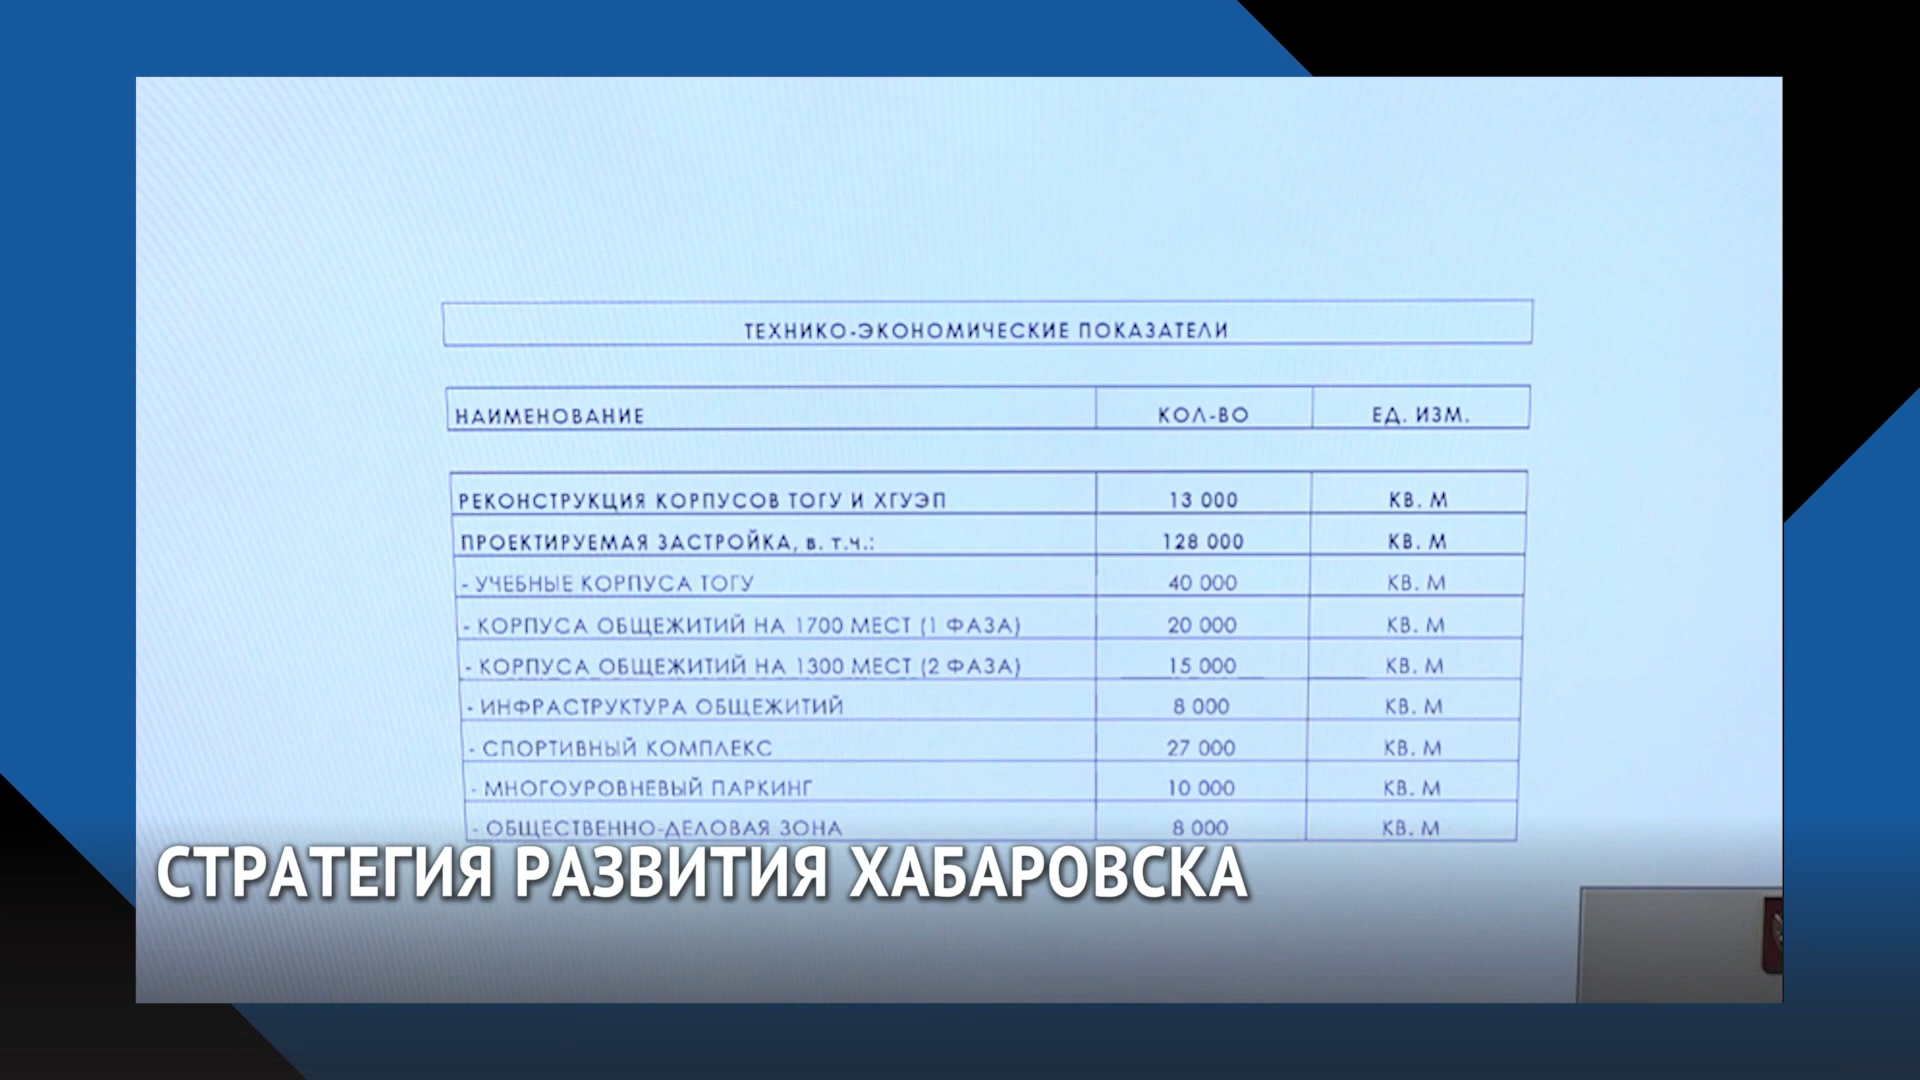 ТЕХНИКО-ЭКОНОМИЧЕСКИЕ ПОКАЗАТЕЛИ
НАИМЕНОВАНИЕ КОЛ-ВО ЕД. ИЗМ.
РЕКОНСТРУКЦИЯ КОРПУСОВ ТОГУ И ХГУЭП 13 000 КВ. М
ПРОЕКТИРУЕМАЯ ЗАСТРОЙКА, в. т.ч.: 128 000 КВ. М
- УЧЕБНЫЕ КОРПУСА ТОГУ 40 000 КВ. М
- КОРПУСА ОБЩЕЖИТИЙ НА 1700 МЕСТ (1 ФАЗА) 20 000 КВ. М
- КОРПУСА ОБЩЕЖИТИЙ НА 1300 МЕСТ (2 ФАЗА) 15 000 КВ. М
- ИНФРАСТРУКТУРА ОБЩЕЖИТИЙ 8 000 КВ. М
- СПОРТИВНЫЙ КОМПЛЕКС 27 000 КВ. М
- МНОГОУРОВНЕВЫЙ ПАРКИНГ 10 000 КВ. М
- ОБЩЕСТВЕННО-ДЕЛОВАЯ ЗОНА 8 000 КВ. М
СТРАТЕГИЯ РАЗВИТИЯ ХАБАРОВСКА